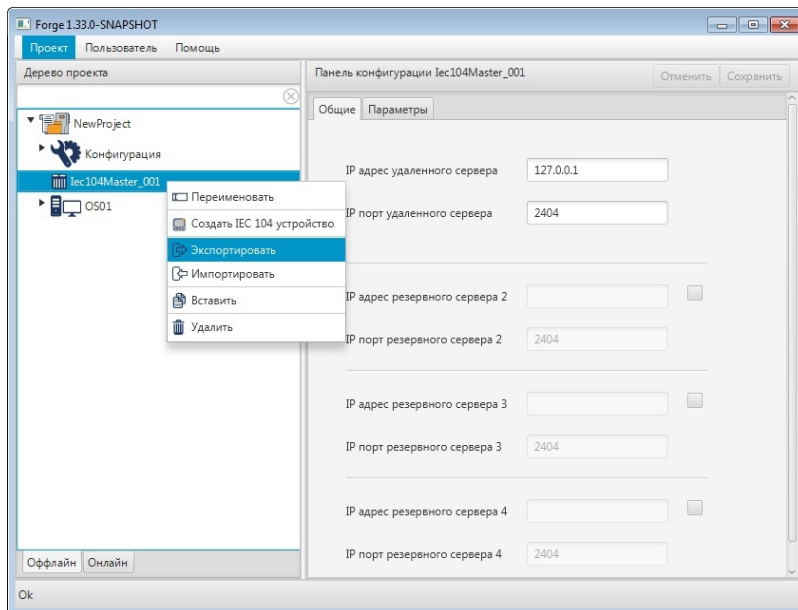 Forge 1.33.0-SNAPSHOT
Проект Пользователь Помощь
Дерево проекта
NewProject
Конфигурация
Iec104Master_001
OS01
Переименовать
Создать IEC 104 устройство
Экспортировать
Импортировать
Вставить
Удалить
Оффлайн Онлайн
Панель конфигурации Iec104Master_001
Отменить Сохранить
Общие Параметры
IP адрес удаленного сервера 127.0.0.1
IP порт удаленного сервера 2404
IP адрес резервного сервера 2
IP порт резервного сервера 2 2404
IP адрес резервного сервера 3
IP порт резервного сервера 3 2404
IP адрес резервного сервера 4
IP порт резервного сервера 4 2404
Ok